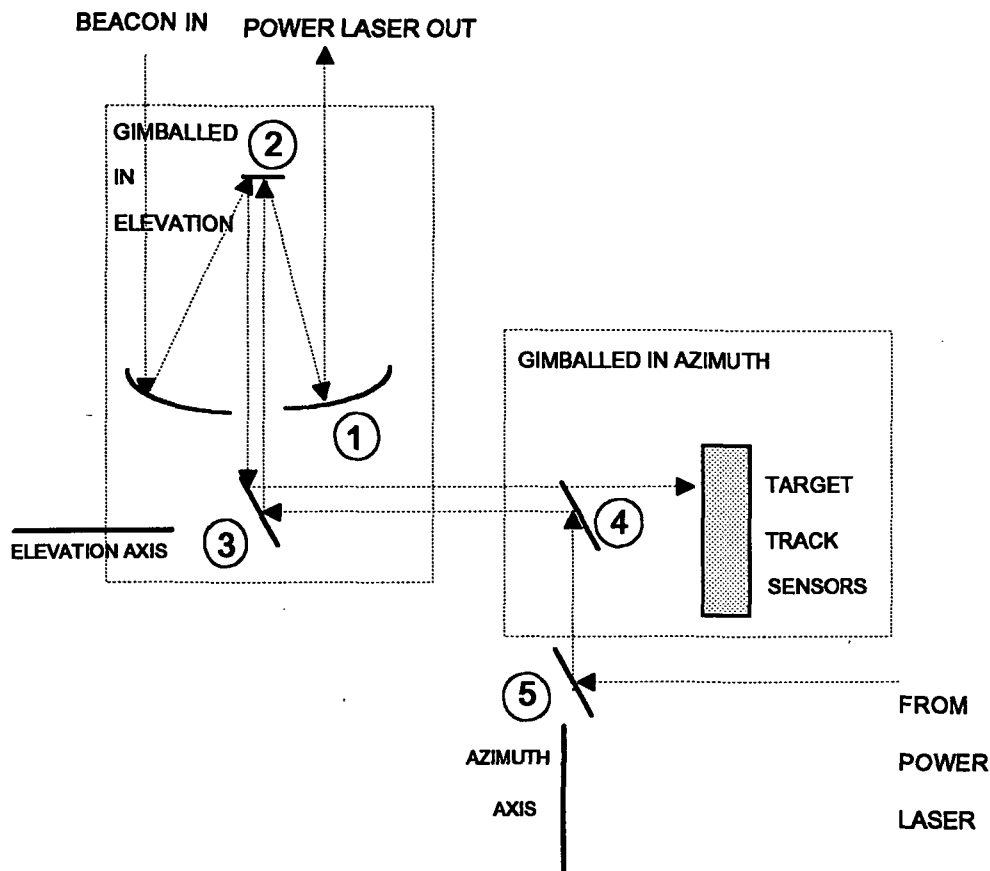 BEACON IN
POWER LASER OUT
GIMBALLED
IN
ELEVATION
2
1
ELEVATION AXIS
3
GIMBALLED IN AZIMUTH
4
TARGET
TRACK
SENSORS
5
AZIMUTH
AXIS
FROM
POWER
LASER